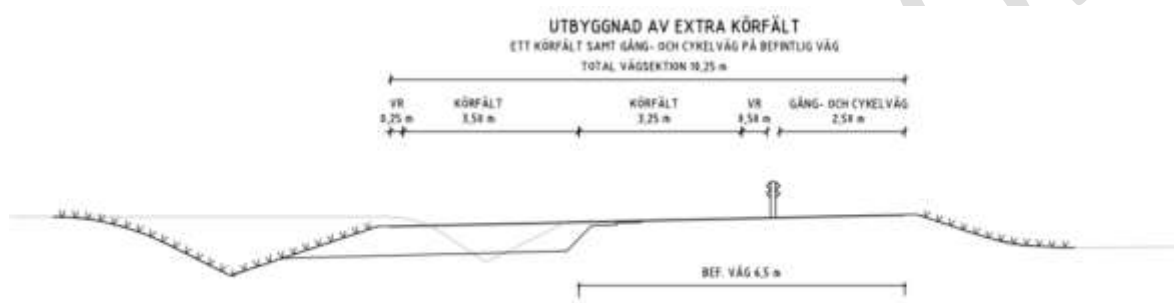 UTBYGGNAD AV EXTRA KÖRFÄLT
ETT KÖRFÄLT SAMT GÅNG- OCH CYKELVÄG PÅ BEFINTLIG VÄG
TOTAL VÄGSEKTION 10,25 m
VR KÖRFÄLT KÖRFÄLT VR GÅNG- OCH CYKELVÄG
0,25 m 3,50 m 3,25 m 0,50 m 2,50 m
BEF. VÄG 6,5 m